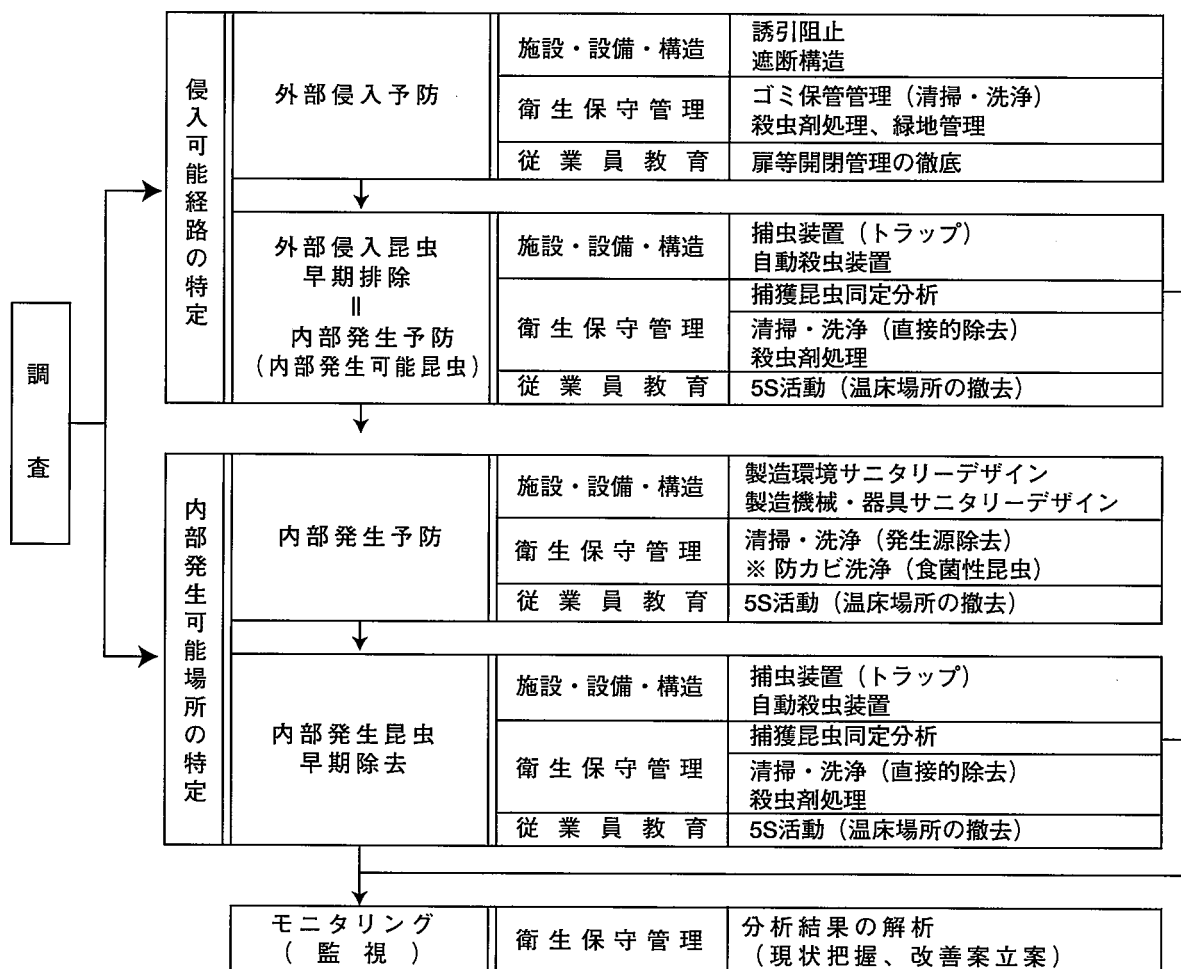 調査
侵入可能経路の特定
外部侵入予防
施設・設備・構造
誘引阻止
遮断構造
衛生保守管理
ゴミ保管管理（清掃・洗浄）
殺虫剤処理、緑地管理
従業員教育
扉等開閉管理の徹底
外部侵入昆虫
早期排除
＝
内部発生予防
（内部発生可能昆虫）
施設・設備・構造
捕虫装置（トラップ）
自動殺虫装置
衛生保守管理
捕獲昆虫同定分析
清掃・洗浄（直接的除去）
殺虫剤処理
従業員教育
5S活動（温床場所の撤去）
内部発生可能場所の特定
内部発生予防
施設・設備・構造
製造環境サニタリーデザイン
製造機械・器具サニタリーデザイン
衛生保守管理
清掃・洗浄（発生源除去）
※ 防カビ洗浄（食菌性昆虫）
従業員教育
5S活動（温床場所の撤去）
内部発生昆虫
早期除去
施設・設備・構造
捕虫装置（トラップ）
自動殺虫装置
衛生保守管理
捕獲昆虫同定分析
清掃・洗浄（直接的除去）
殺虫剤処理
従業員教育
5S活動（温床場所の撤去）
モニタリング
（監視）
衛生保守管理
分析結果の解析
（現状把握、改善案立案）